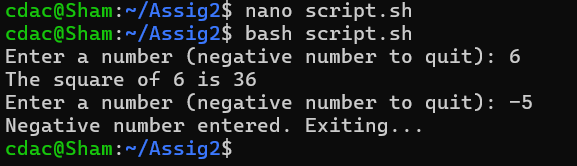 cdac@Sham:~/Assig2$ nano script.sh
cdac@Sham:~/Assig2$ bash script.sh
Enter a number (negative number to quit): 6
The square of 6 is 36
Enter a number (negative number to quit): -5
Negative number entered. Exiting...
cdac@Sham:~/Assig2$